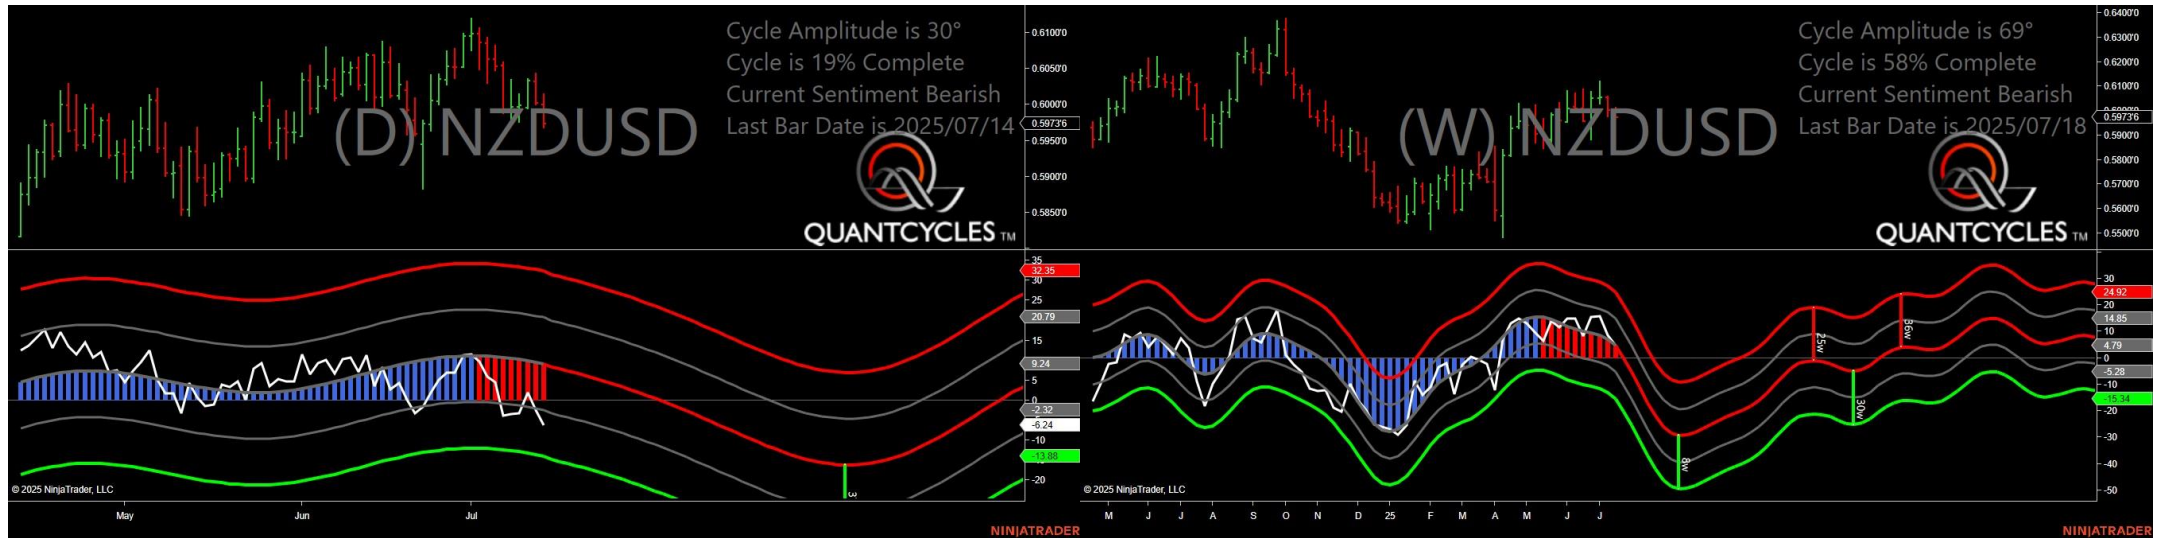 Cycle Amplitude is 30°
Cycle is 19% Complete
Current Sentiment Bearish
Last Bar Date is 2025/07/14
(D) NZDUSD
QUANTCYCLES TM
0.6100'0
0.6050'0
0.6000'0
0.5973'6
0.5950'0
0.5900'0
0.5850'0
35
32.35
30
25
20.79
15
9.24
5
0
-2.32
-6.24
-10
-13.88
-20
3
© 2025 NinjaTrader, LLC
May
Jun
Jul
NINJATRADER
Cycle Amplitude is 69°
Cycle is 58% Complete
Current Sentiment Bearish
Last Bar Date is 2025/07/18
(W) NZDUSD
QUANTCYCLES TM
0.6400'0
0.6300'0
0.6200'0
0.6100'0
0.6000'0
0.5973'6
0.5900'0
0.5800'0
0.5700'0
0.5600'0
0.5500'0
30
24.92
20
14.85
10
4.79
0
-5.28
-10
-15.34
-20
-30
-40
-50
8w
25w
30w
36w
© 2025 NinjaTrader, LLC
M
J
J
A
S
O
N
D
25
F
M
A
M
J
J
NINJATRADER